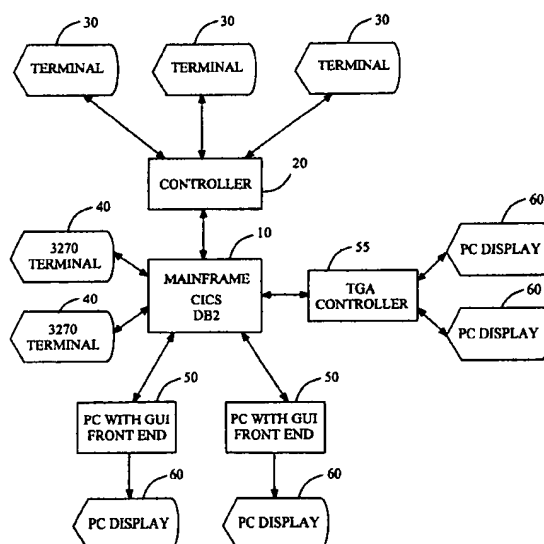 30
30
30
TERMINAL
TERMINAL
TERMINAL
20
CONTROLLER
40
10
55
60
3270
TERMINAL
MAINFRAME
CICS
DB2
TGA
CONTROLLER
PC DISPLAY
40
60
3270
TERMINAL
PC DISPLAY
50
50
PC WITH GUI
FRONT END
PC WITH GUI
FRONT END
60
60
PC DISPLAY
PC DISPLAY